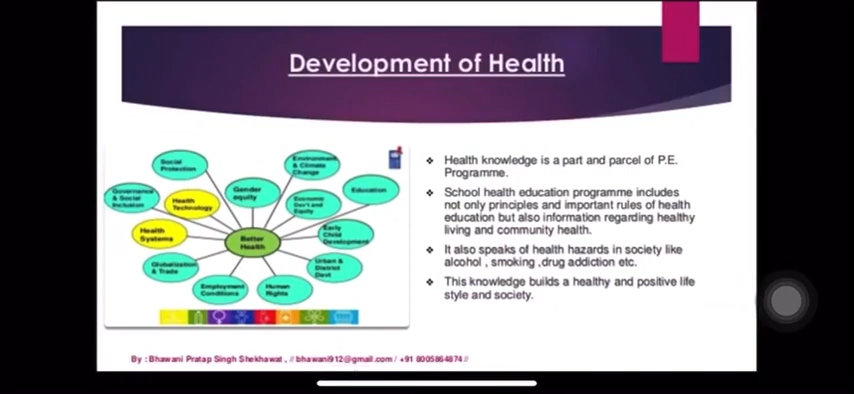 Development of Health
Social
Protection
Environment
& Climate
Change
Governance
& Social
Inclusion
Gender
equity
Education
Health
Technology
Economic
Dev't and
Equity
Health
Systems
Better
Health
Early
Child
Development
Globalization
& Trade
Urban &
District
Devt
Employment
Conditions
Human
Rights
❖ Health knowledge is a part and parcel of P.E.
Programme.
❖ School health education programme includes
not only principles and important rules of health
education but also information regarding healthy
living and community health.
❖ It also speaks of health hazards in society like
alcohol , smoking ,drug addiction etc.
❖ This knowledge builds a healthy and positive life
style and society.
By : Bhawani Pratap Singh Shekhawat , // bhawani912@gmail.com / +91 8005864874 //